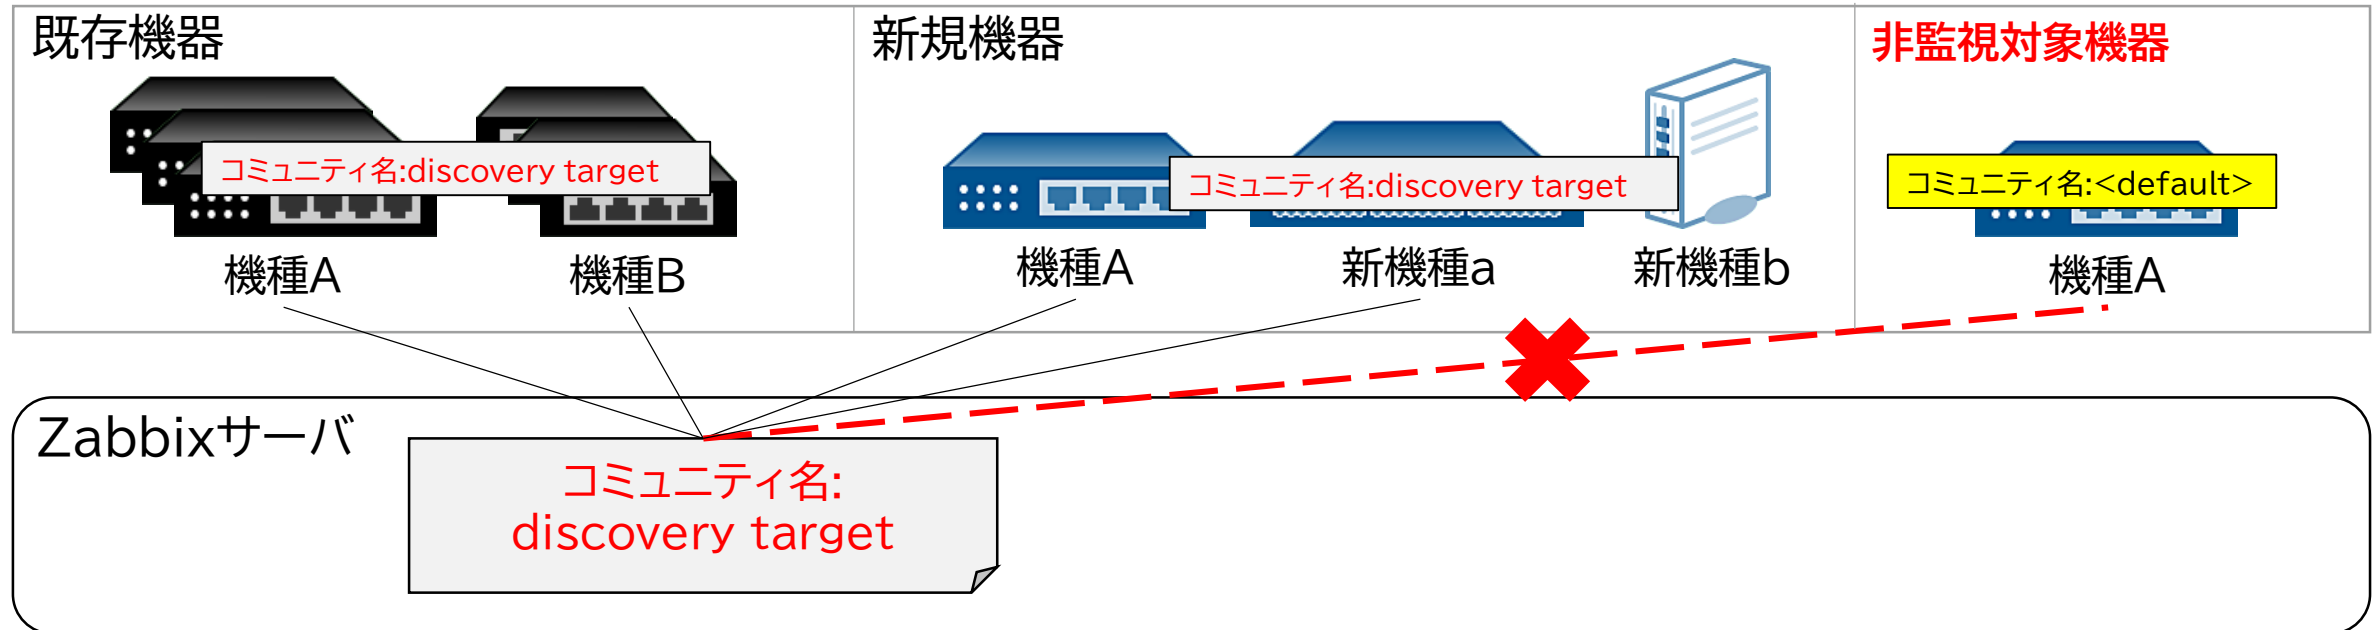 既存機器
新規機器
非監視対象機器
コミュニティ名:discovery target
コミュニティ名:discovery target
コミュニティ名:<default>
機種A
機種B
機種A
新機種a
新機種b
機種A
Zabbixサーバ
コミュニティ名:
discovery target